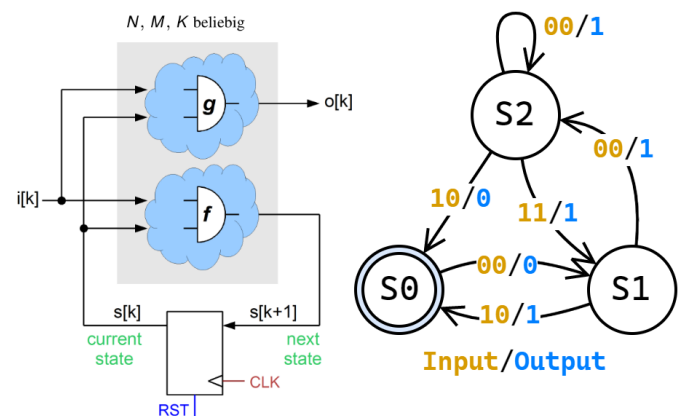 N, M, K beliebig
g
o[k]
i[k]
f
s[k]
s[k+1]
current
state
next
state
CLK
RST
00/1
S2
00/1
10/0
11/1
S0
00/0
S1
10/1
Input/Output